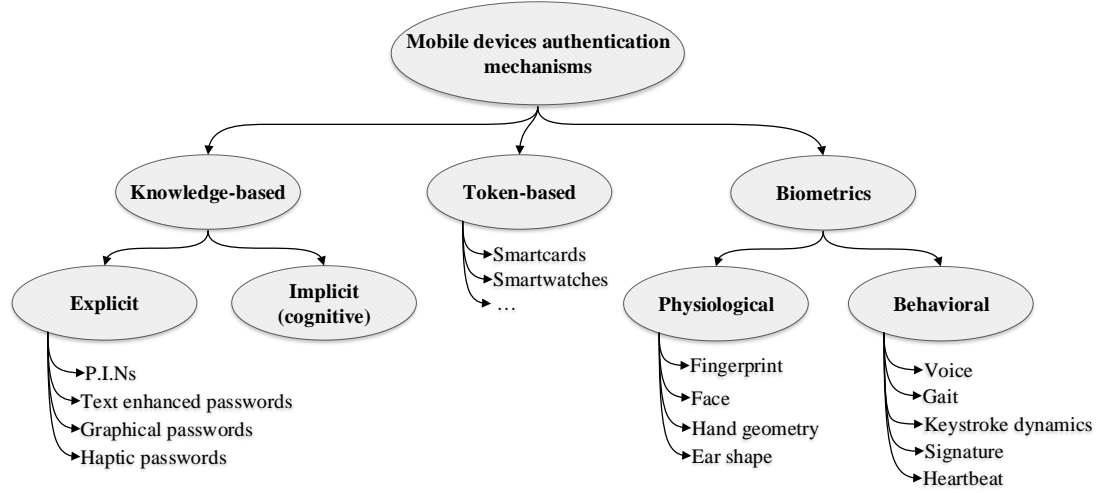 Mobile devices authentication
mechanisms
Knowledge-based
Token-based
Biometrics
Smartcards
Smartwatches
…
Explicit
Implicit
(cognitive)
Physiological
Behavioral
P.I.Ns
Text enhanced passwords
Graphical passwords
Haptic passwords
Fingerprint
Face
Hand geometry
Ear shape
Voice
Gait
Keystroke dynamics
Signature
Heartbeat